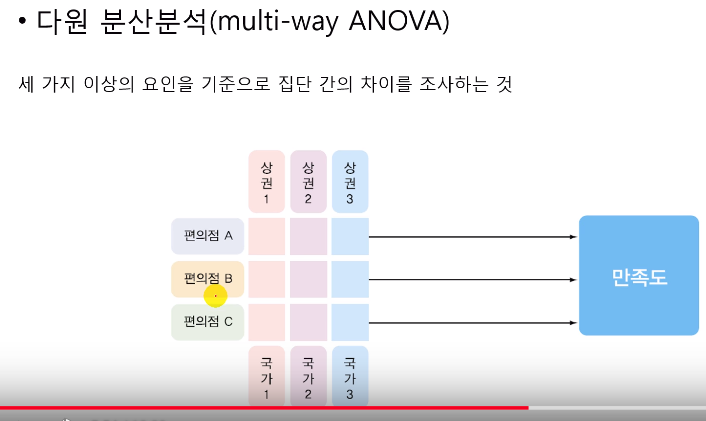 • 다원 분산분석(multi-way ANOVA)
세 가지 이상의 요인을 기준으로 집단 간의 차이를 조사하는 것
상권1
상권2
상권3
편의점 A
편의점 B
편의점 C
만족도
국가1
국가2
국가3